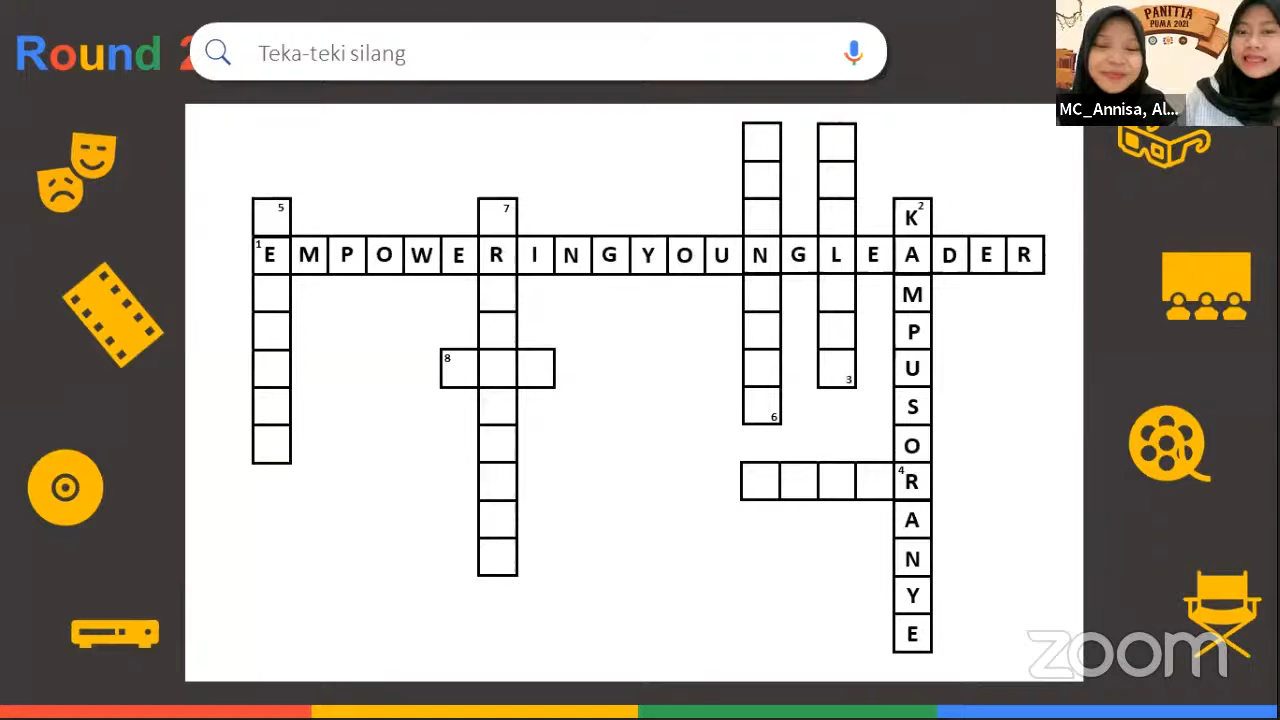 Round 2
Teka-teki silang
PANITIA
PUMA 2021
MC_Annisa, Al...
5
7
K 2
1 E M P O W E R I N G Y O U N G L E A D E R
M
P
8
U
3
S
6
O
4 R
A
N
Y
E
zoom